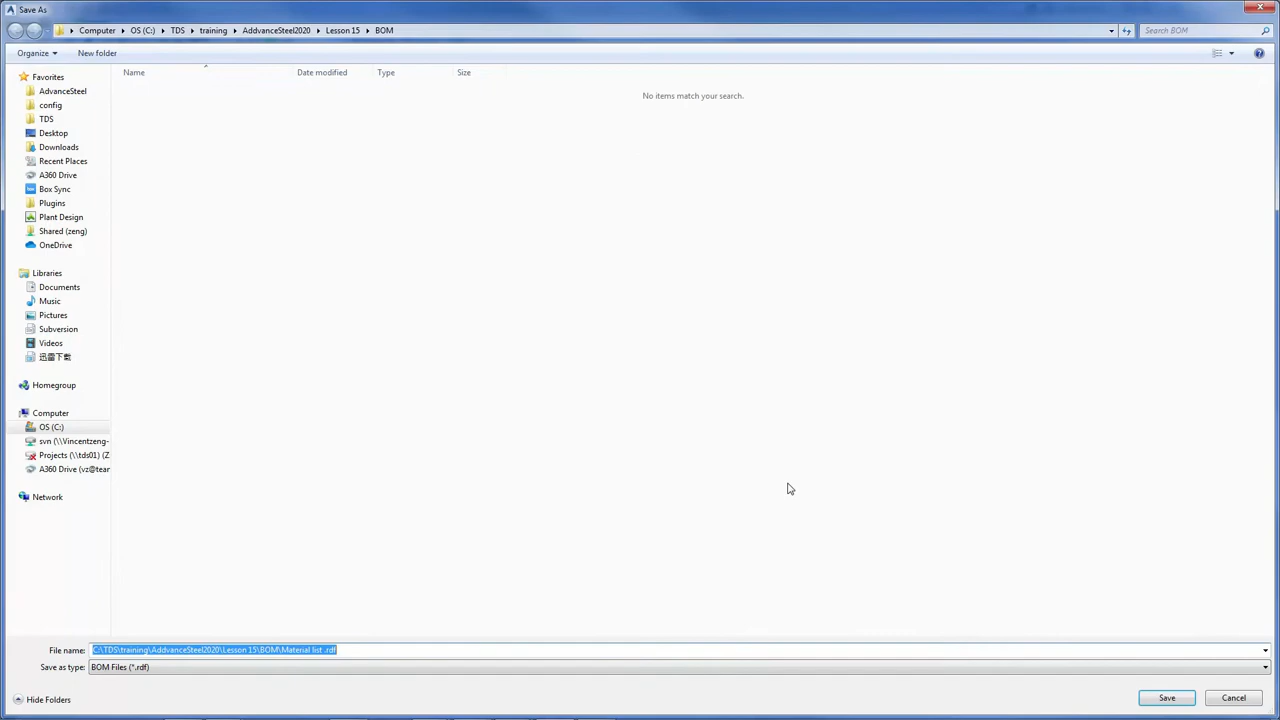 Save As
Computer OS (C:) TDS training AddvanceSteel2020 Lesson 15 BOM
Search BOM
Organize New folder
Name Date modified Type Size
No items match your search.
Favorites
AdvanceSteel
config
TDS
Desktop
Downloads
Recent Places
A360 Drive
Box Sync
Plugins
Plant Design
Shared (zeng)
OneDrive
Libraries
Documents
Music
Pictures
Subversion
Videos
迅雷下载
Homegroup
Computer
OS (C:)
svn (\\Vincentzeng-
Projects (\\tds01) (Z
A360 Drive (vz@tean
Network
File name: C:\TDS\training\AddvanceSteel2020\Lesson 15\BOM\Material list .rdf
Save as type: BOM Files (*.rdf)
Hide Folders
Save Cancel